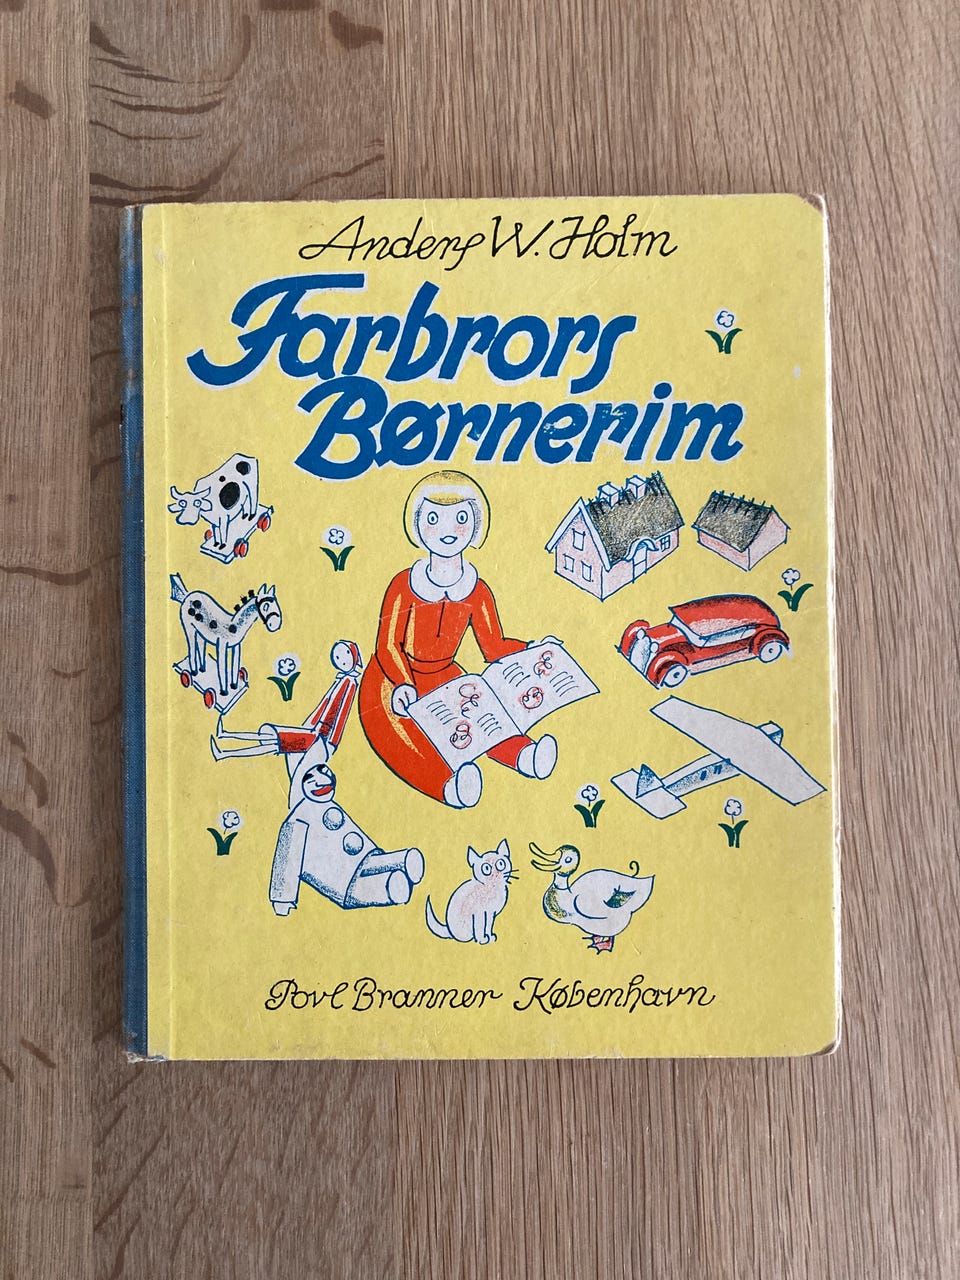 Anders W. Holm
Farbrors
Børnerim
Povl Branner København